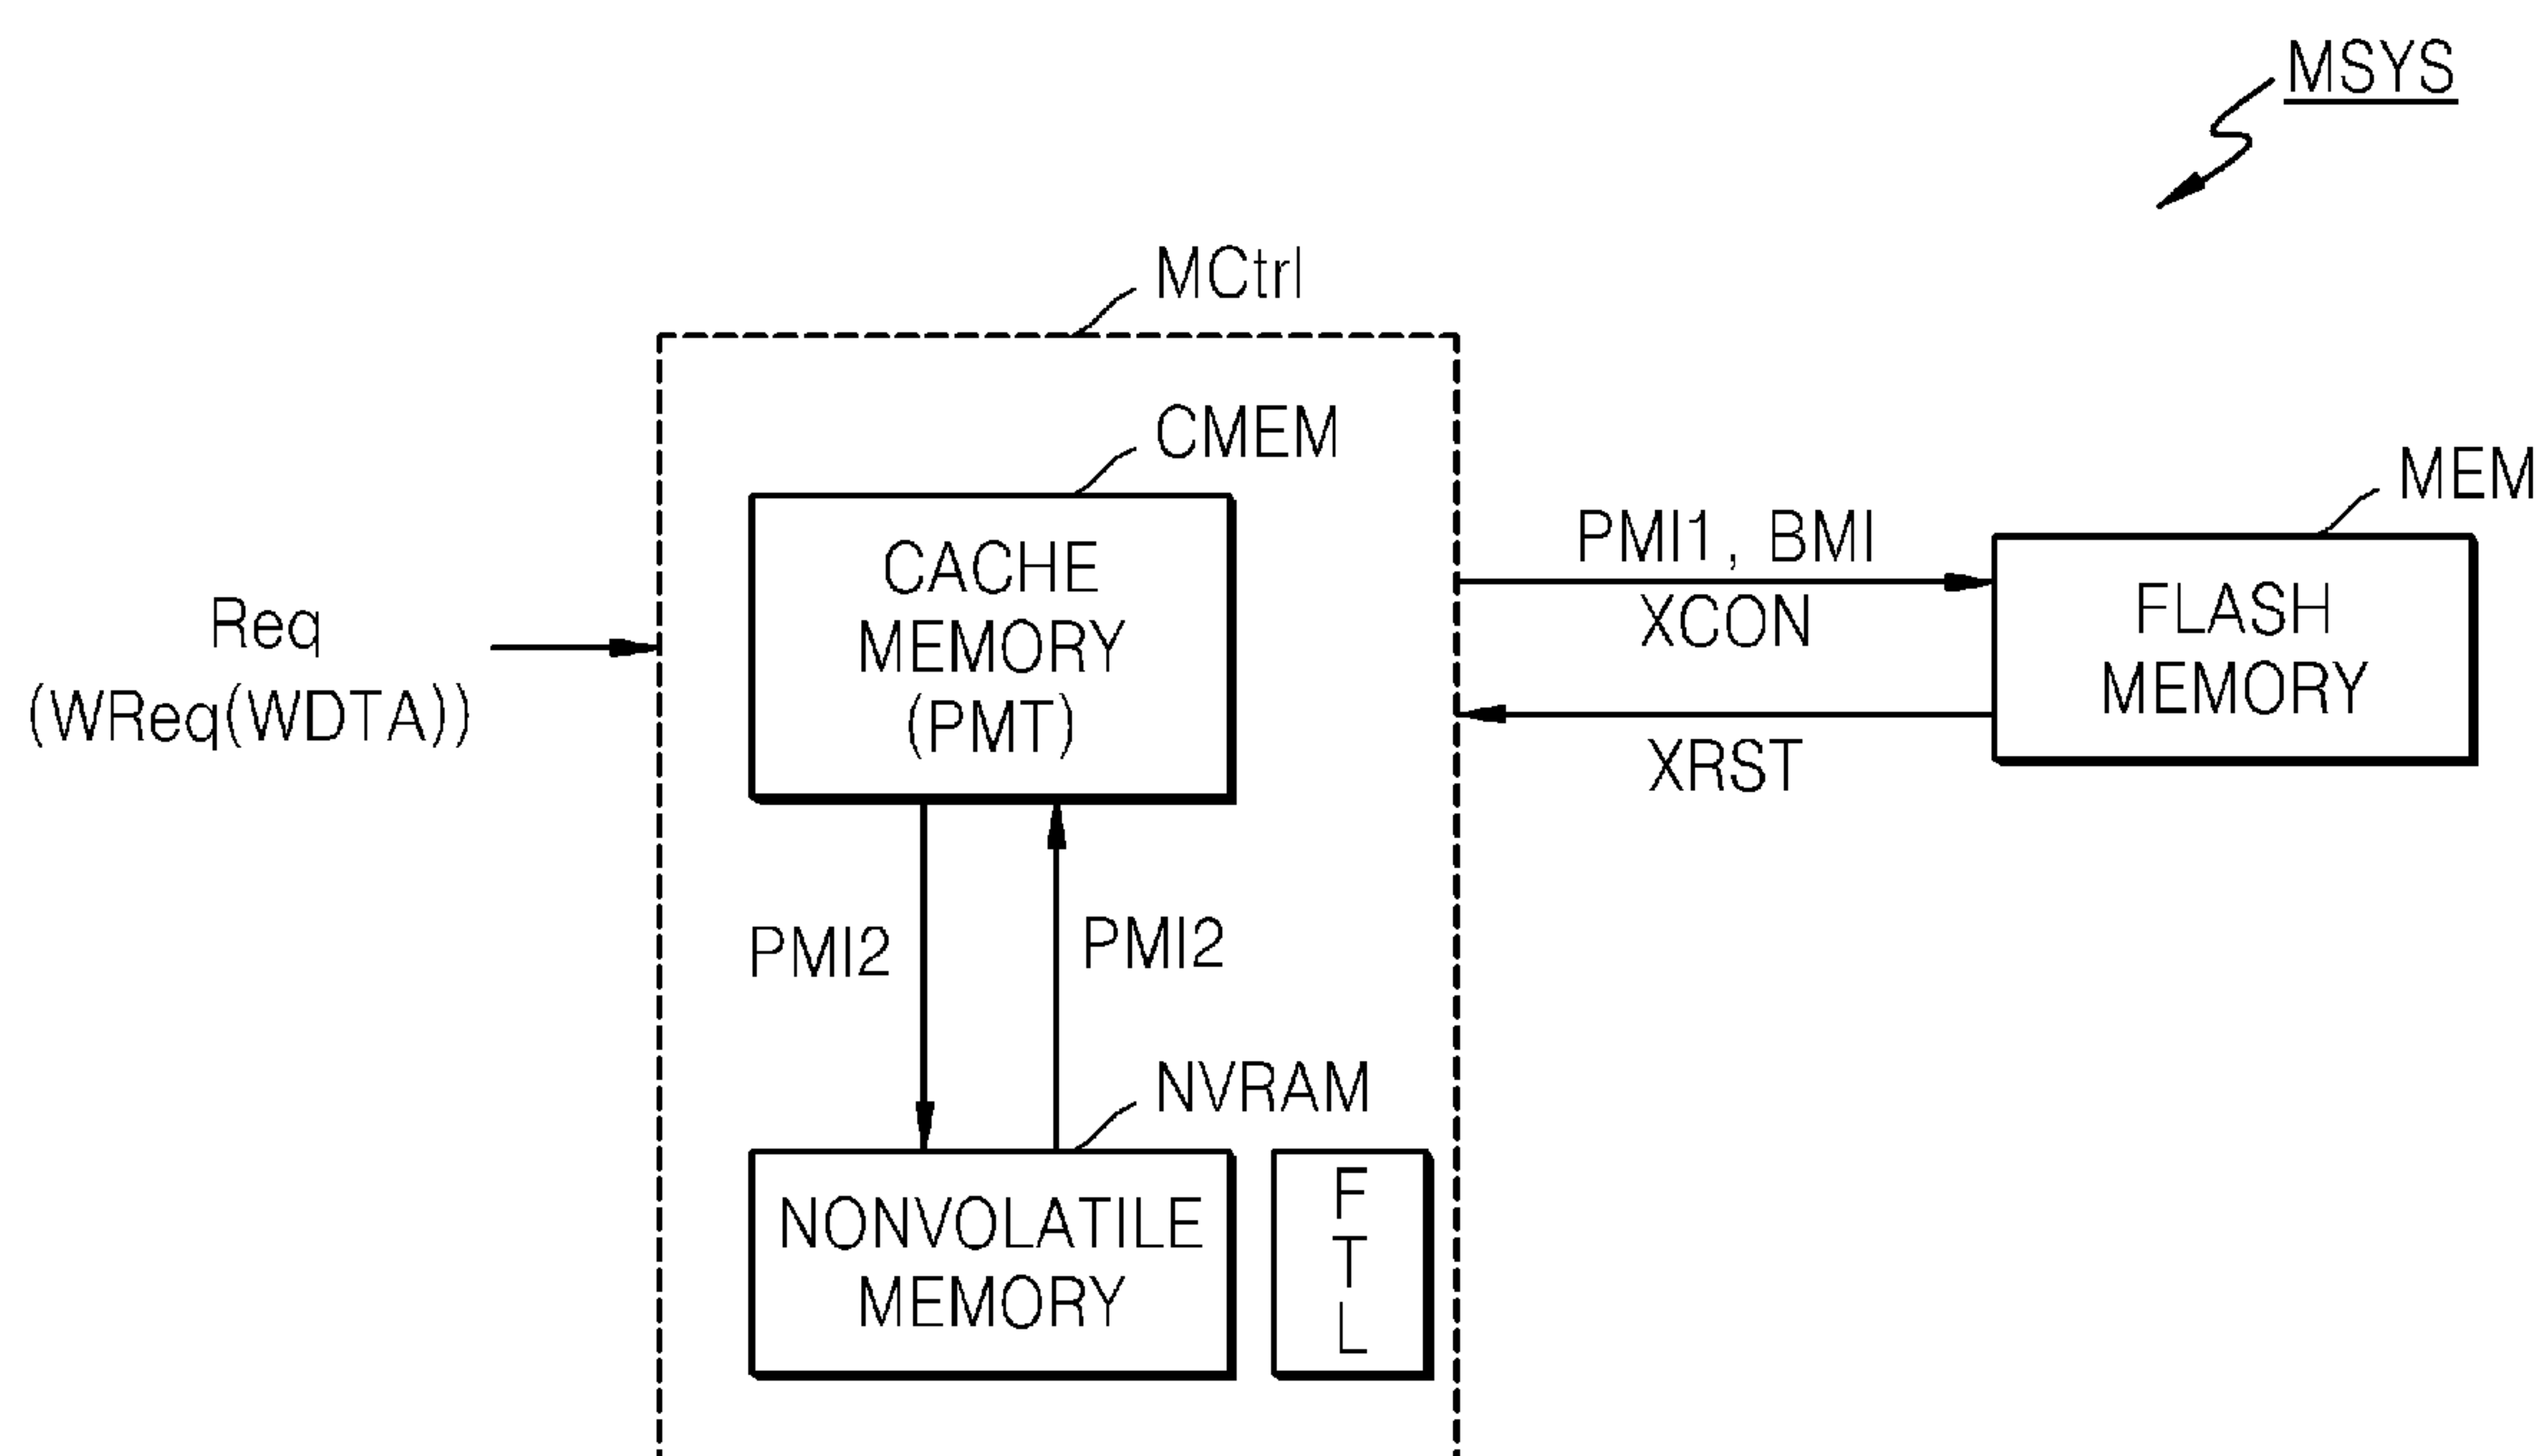 MSYS
MCtrl
CMEM
CACHE
MEMORY
(PMT)
Req
(WReq(WDTA))
PMI1, BMI
XCON
XRST
MEM
FLASH
MEMORY
PMI2
PMI2
NVRAM
NONVOLATILE
MEMORY
F
T
L